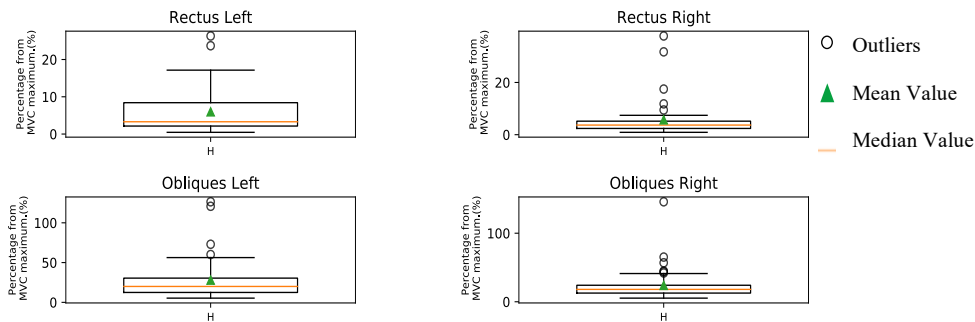 Rectus Left
Percentage from
MVC maximum.(%)
20
10
0
H
Rectus Right
Percentage from
MVC maximum.(%)
20
0
H
Outliers
Mean Value
Median Value
Obliques Left
Percentage from
MVC maximum.(%)
100
50
0
H
Obliques Right
Percentage from
MVC maximum.(%)
100
0
H